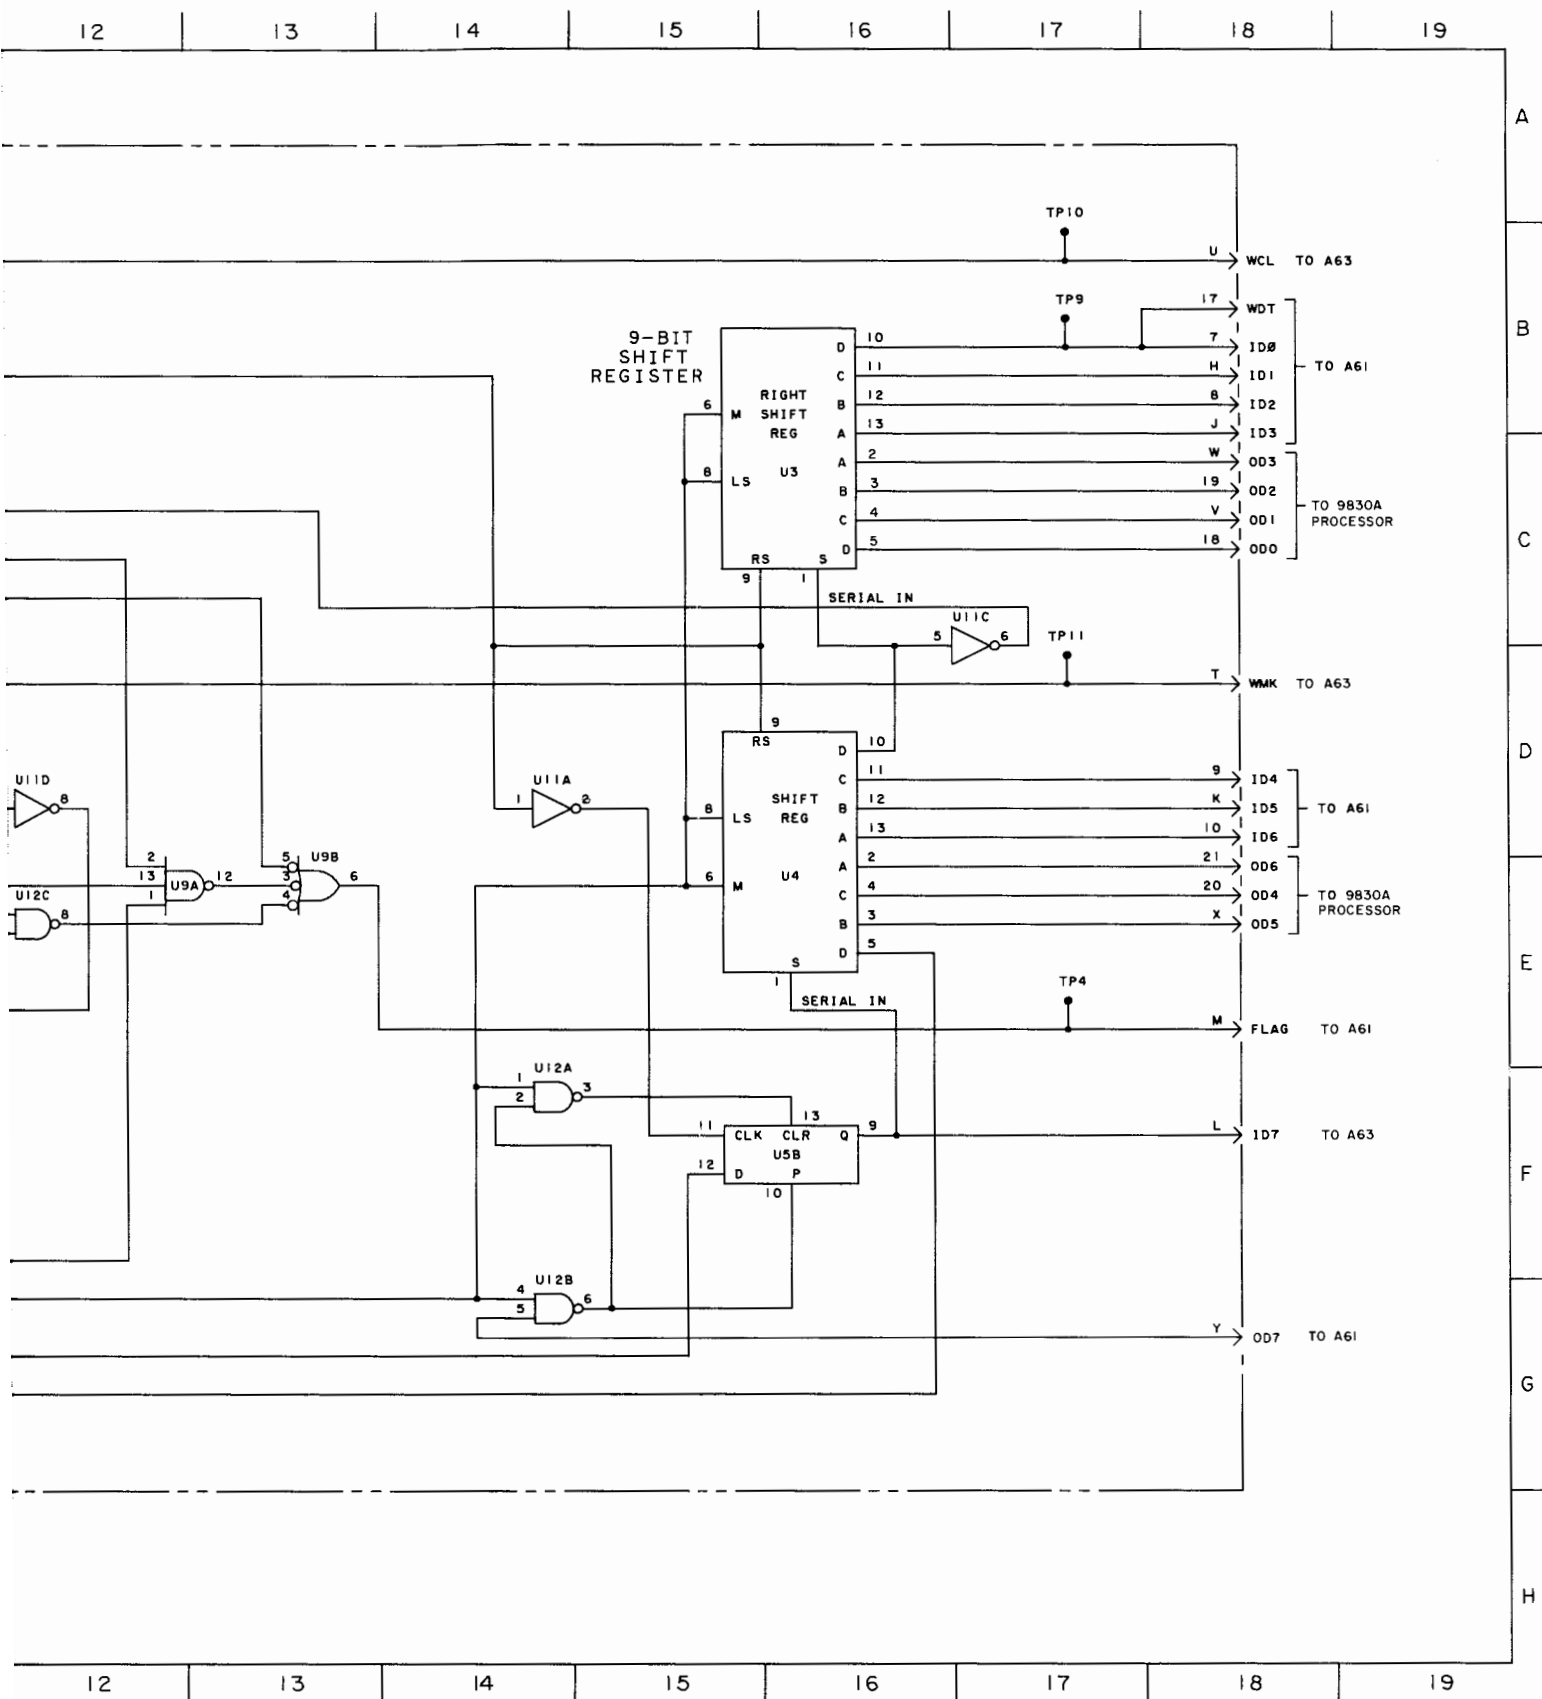 12 13 14 15 16 17 18 19
A
TP10
U WCL TO A63
17 WDT
TP9
B
9-BIT
SHIFT
REGISTER
D 10 7 IDØ
C 11 H ID1
TO A61
RIGHT
SHIFT
REG
U3
6 M
B 12 8 ID2
A 13 J ID3
A 2 W OD3
8 LS
B 3 19 OD2
TO 9830A
PROCESSOR
C 4 V OD1
D 5 18 OD0
C
RS S
9 1
SERIAL IN
U11C
5 6
TP11
T WMK TO A63
9
RS
D 10
D
U11D
8
U11A
1 2
C 11 9 ID4
SHIFT
REG
U4
8 LS
B 12 K ID5
TO A61
A 13 10 ID6
A 2 21 OD6
2
13
1
U9A
12
U9B
5
3
4
6
6 M
C 4 20 OD4
TO 9830A
PROCESSOR
B 3 X OD5
U12C
8
D 5
S
1
SERIAL IN
E
TP4
M FLAG TO A61
U12A
1
2
3
13
11 CLK CLR Q 9
U5B
12 D P
10
L ID7 TO A63
F
U12B
4
5
6
Y OD7 TO A61
G
H
12 13 14 15 16 17 18 19